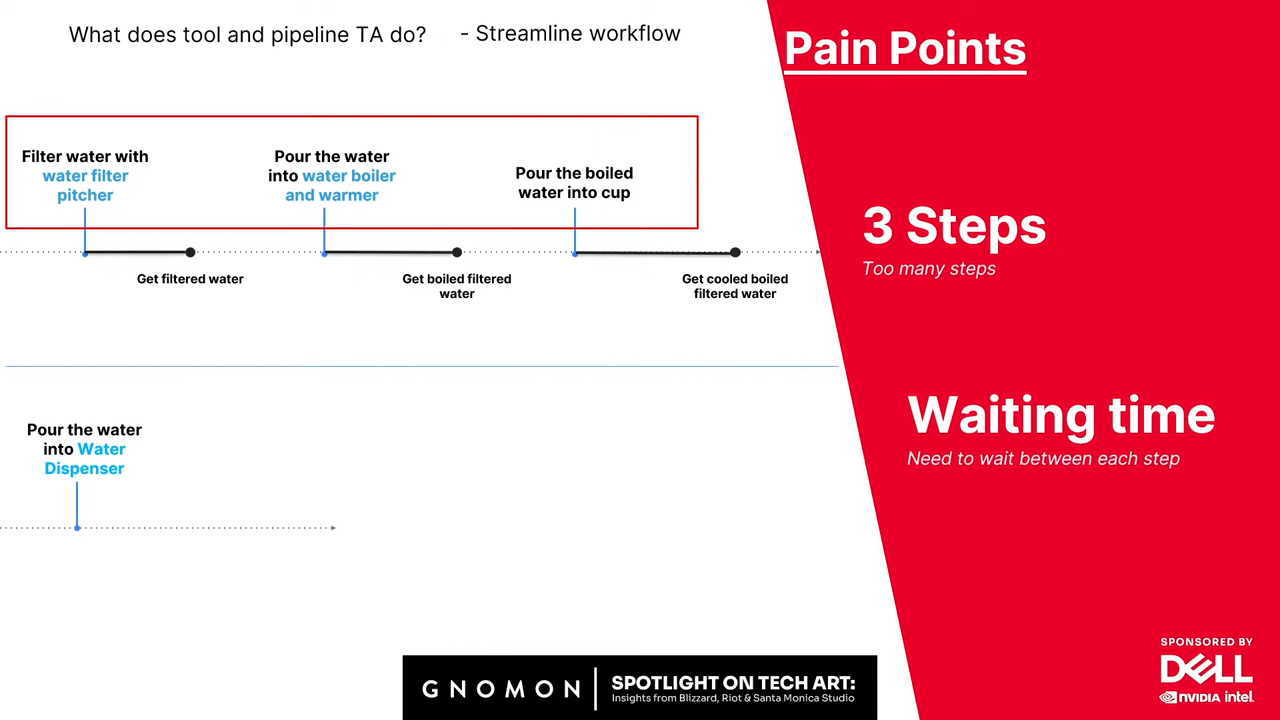 What does tool and pipeline TA do? - Streamline workflow
Pain Points
Filter water with
water filter
pitcher
Pour the water
into water boiler
and warmer
Pour the boiled
water into cup
Get filtered water
Get boiled filtered
water
Get cooled boiled
filtered water
3 Steps
Too many steps
Waiting time
Need to wait between each step
Pour the water
into Water
Dispenser
GNOMON
SPOTLIGHT ON TECH ART:
Insights from Blizzard, Riot & Santa Monica Studio
SPONSORED BY
DELL
NVIDIA intel.